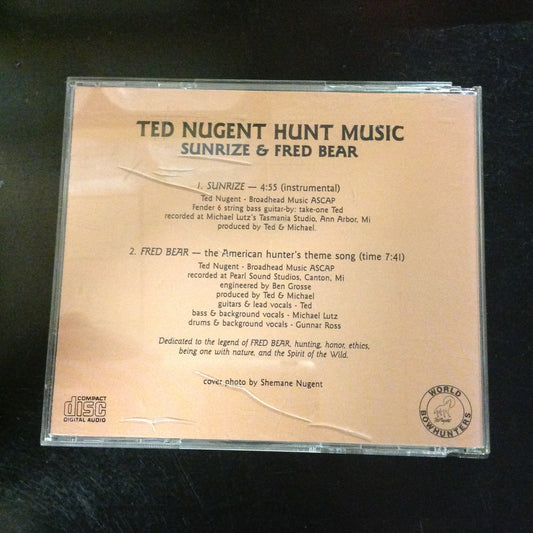 TED NUGENT HUNT MUSIC
SUNRIZE & FRED BEAR
1. SUNRIZE — 4:55 (instrumental)
Ted Nugent - Broadhead Music ASCAP
Fender 6 string bass guitar-by: take-one Ted
recorded at Michael Lutz's Tasmania Studio, Ann Arbor, Mi
produced by Ted & Michael.
2. FRED BEAR — the American hunter's theme song (time 7:41)
Ted Nugent - Broadhead Music ASCAP
recorded at Pearl Sound Studios, Canton, Mi
engineered by Ben Grosse
produced by Ted & Michael
guitars & lead vocals - Ted
bass & background vocals - Michael Lutz
drums & background vocals - Gunnar Ross
Dedicated to the legend of FRED BEAR, hunting, honor, ethics,
being one with nature, and the Spirit of the Wild.
cover photo by Shemane Nugent
COMPACT
disc
DIGITAL AUDIO
WORLD
BOWHUNTERS